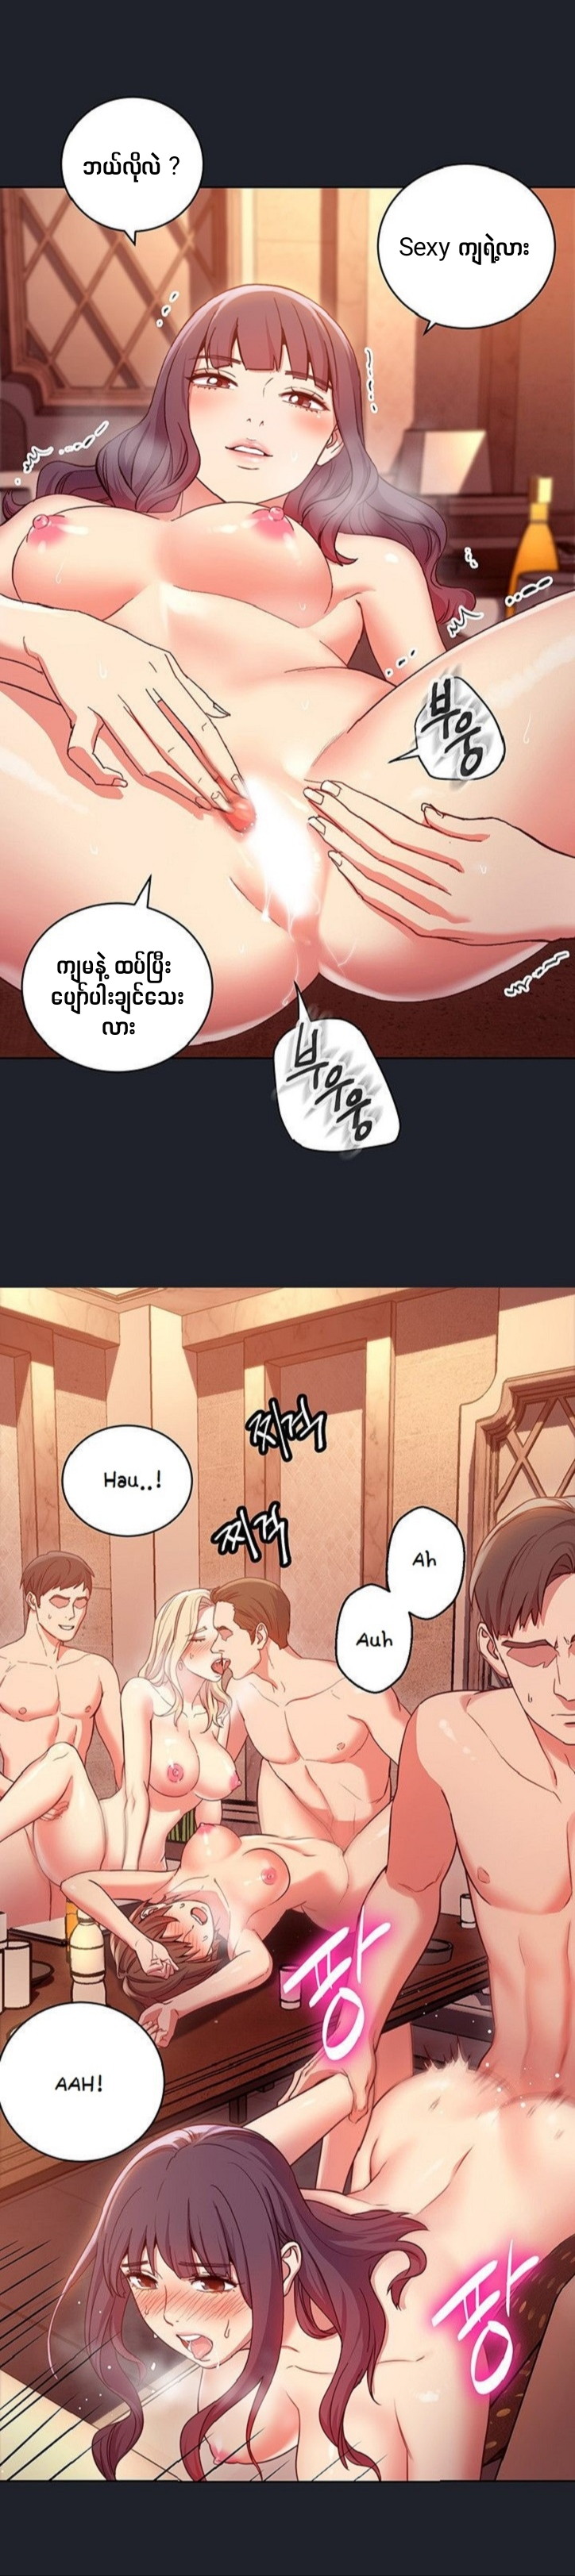 ဘယ်လိုလဲ ?
Sexy ကျရဲ့လား
부웅
ကျမနဲ့ ထပ်ပြီး
ပျော်ပါးချင်သေး
လား
부우웅
찌걱
Hau..!
찌걱
Ah
Auh
팡
AAH!
팡